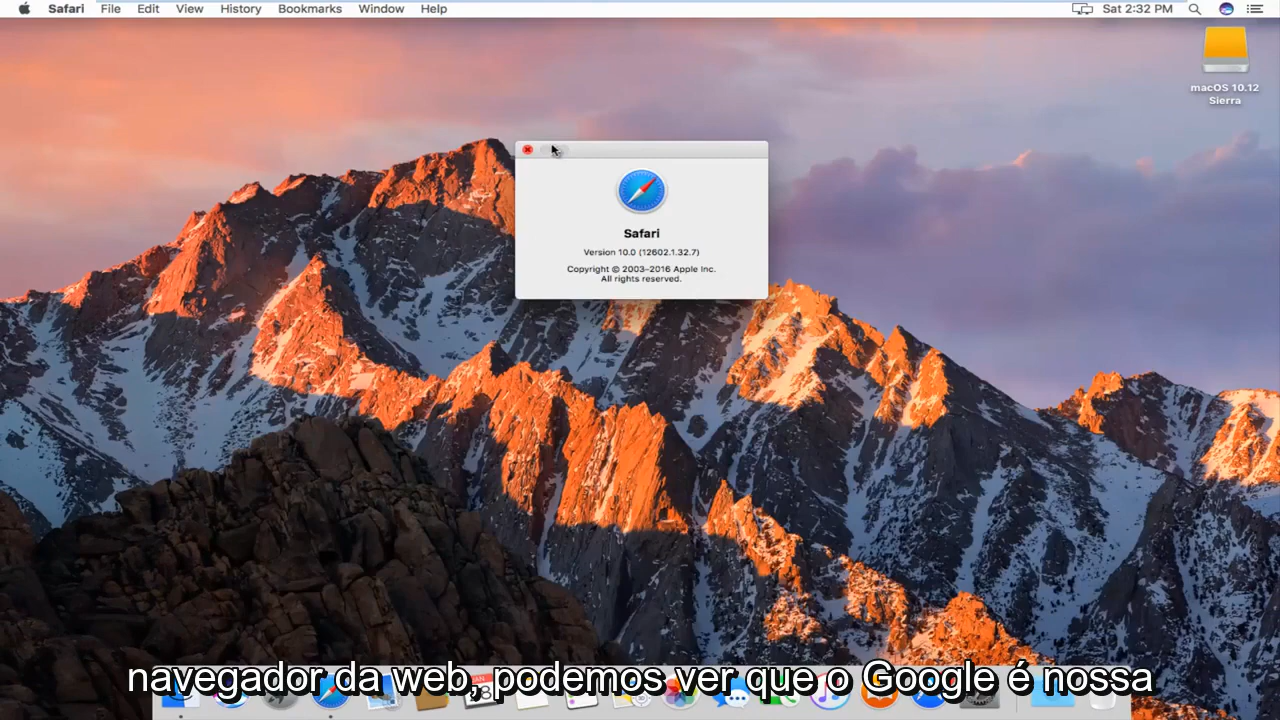 Safari File Edit View History Bookmarks Window Help Sat 2:32 PM
macOS 10.12
Sierra
Safari
Version 10.0 (12602.1.32.7)
Copyright © 2003–2016 Apple Inc.
All rights reserved.
navegador da web, podemos ver que o Google é nossa